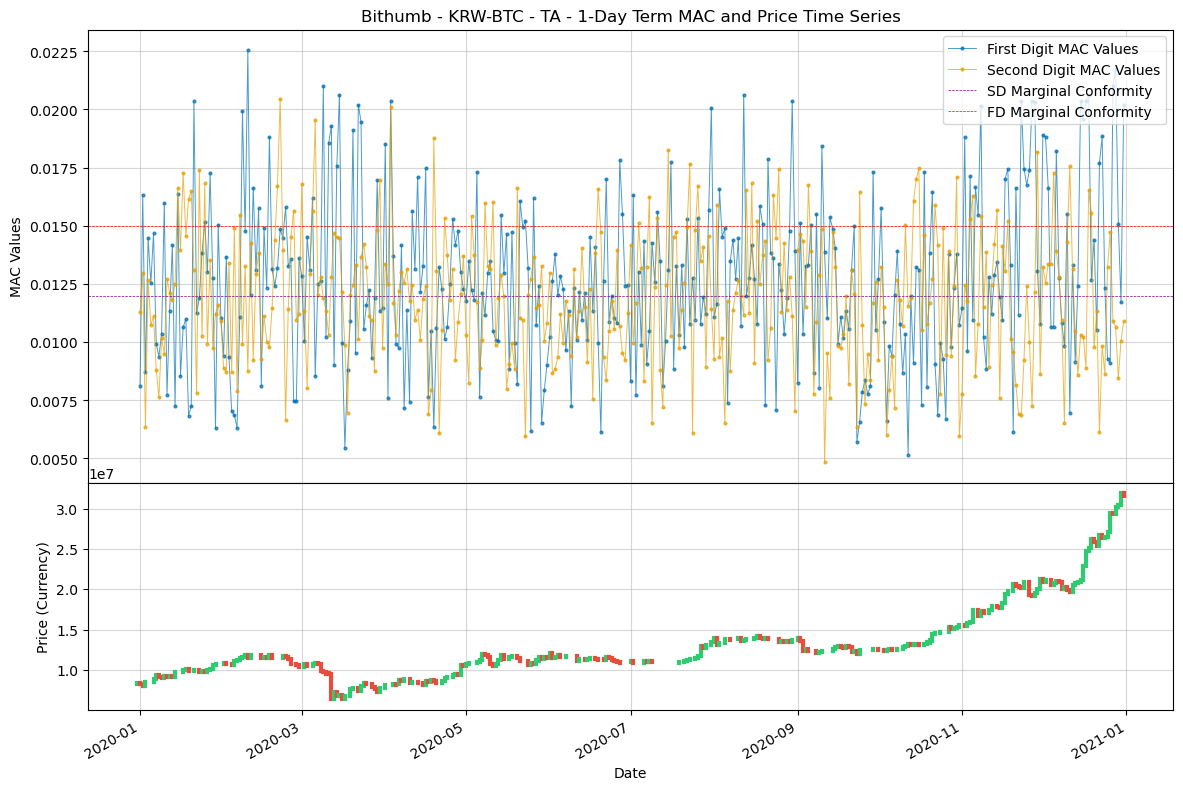 Bithumb - KRW-BTC - TA - 1-Day Term MAC and Price Time Series
First Digit MAC Values
Second Digit MAC Values
SD Marginal Conformity
FD Marginal Conformity
MAC Values
0.0225
0.0200
0.0175
0.0150
0.0125
0.0100
0.0075
0.0050
1e7
Price (Currency)
3.0
2.5
2.0
1.5
1.0
2020-01
2020-03
2020-05
2020-07
2020-09
2020-11
2021-01
Date